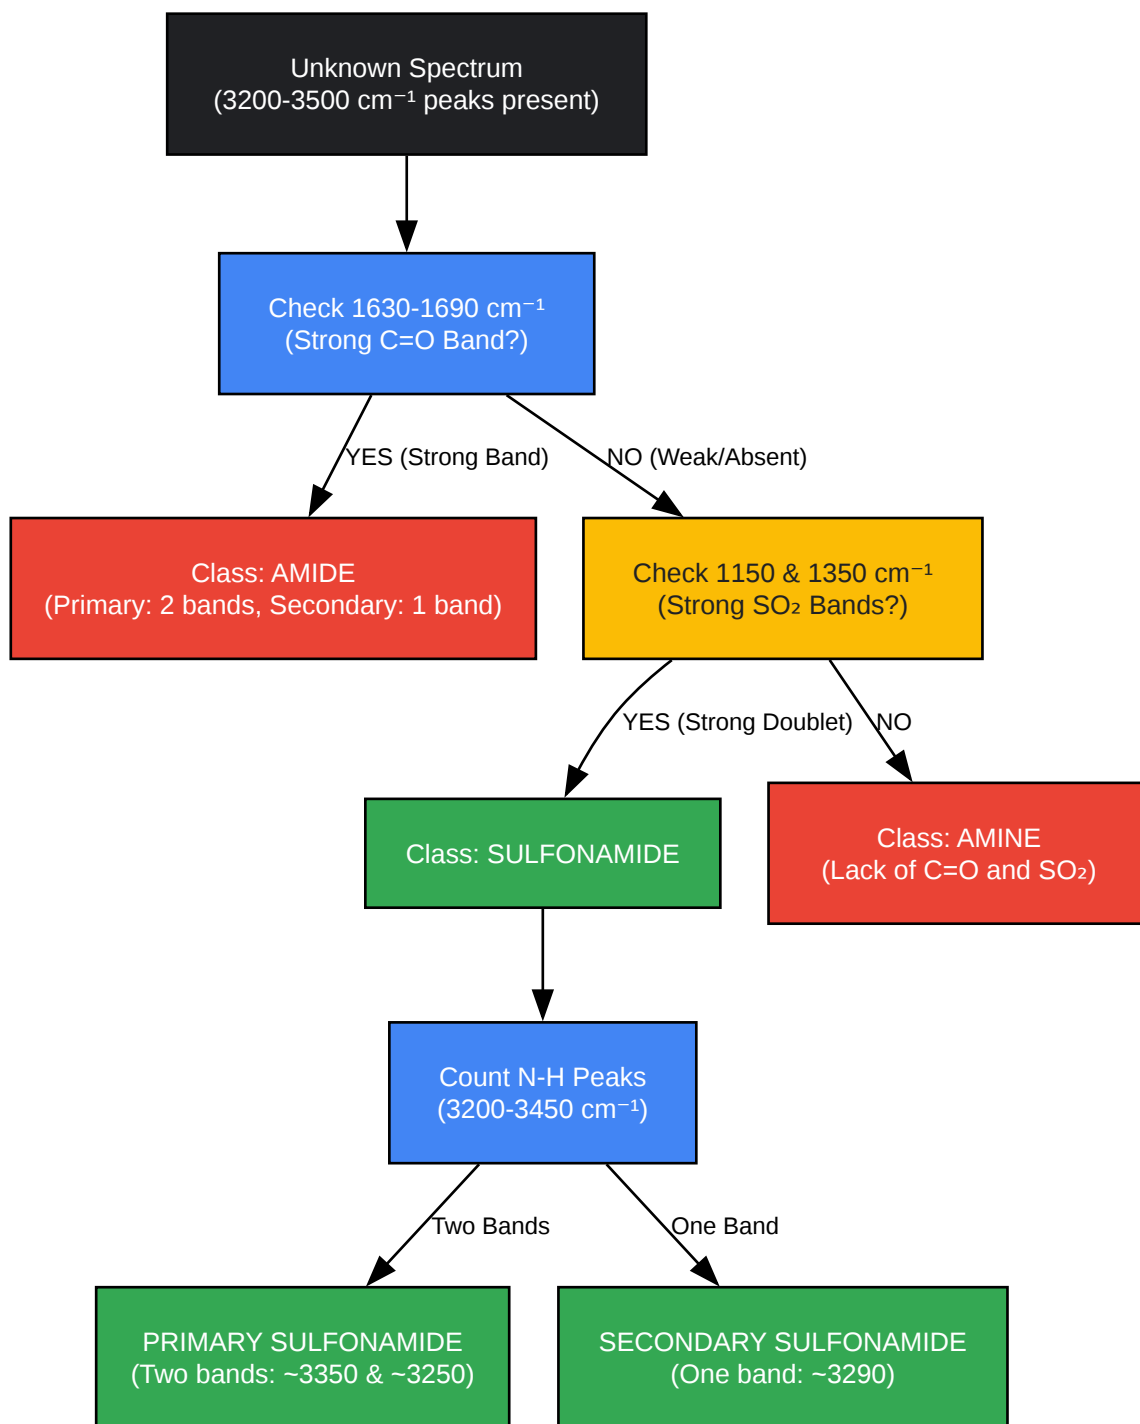 Unknown Spectrum
(3200-3500 cm⁻¹ peaks present)
Check 1630-1690 cm⁻¹
(Strong C=O Band?)
YES (Strong Band)
NO (Weak/Absent)
Class: AMIDE
(Primary: 2 bands, Secondary: 1 band)
Check 1150 & 1350 cm⁻¹
(Strong SO₂ Bands?)
YES (Strong Doublet)
NO
Class: SULFONAMIDE
Class: AMINE
(Lack of C=O and SO₂)
Count N-H Peaks
(3200-3450 cm⁻¹)
Two Bands
One Band
PRIMARY SULFONAMIDE
(Two bands: ~3350 & ~3250)
SECONDARY SULFONAMIDE
(One band: ~3290)